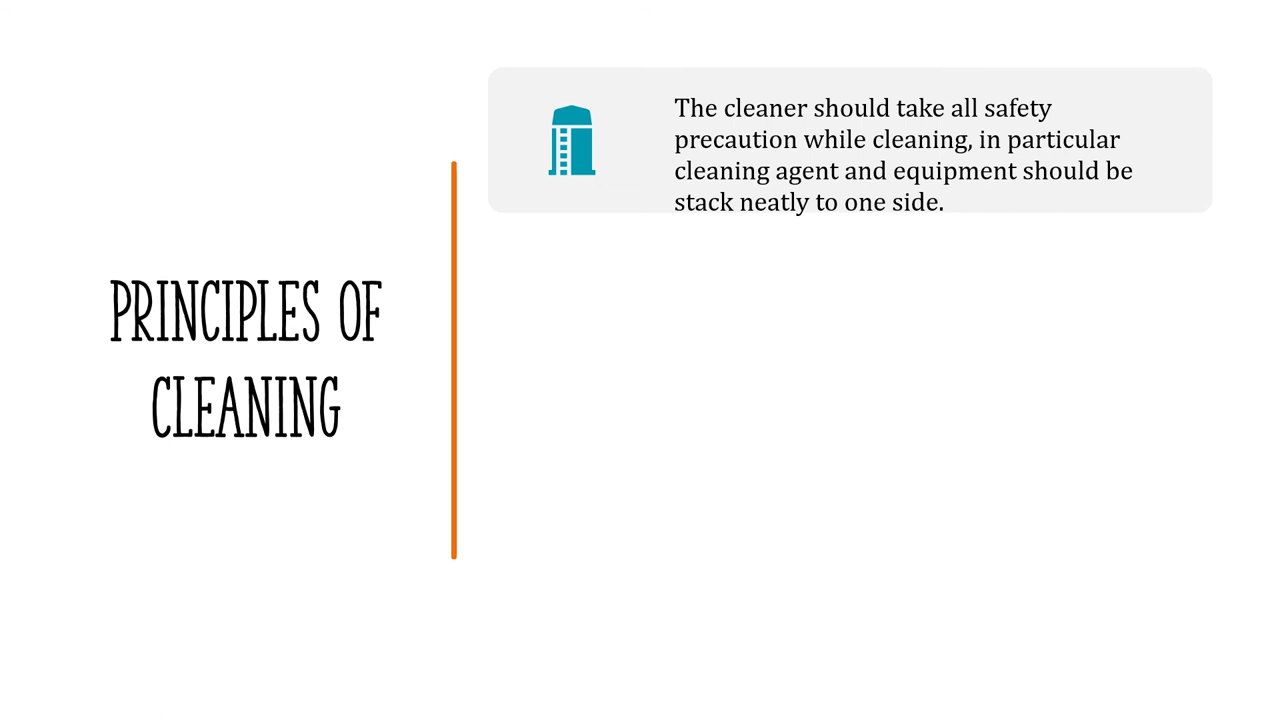 PRINCIPLES OF
CLEANING
The cleaner should take all safety
precaution while cleaning, in particular
cleaning agent and equipment should be
stack neatly to one side.